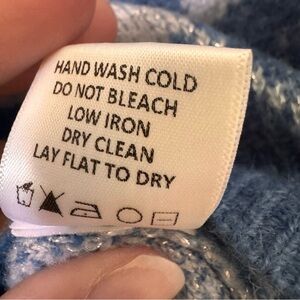 HAND WASH COLD
DO NOT BLEACH
LOW IRON
DRY CLEAN
LAY FLAT TO DRY